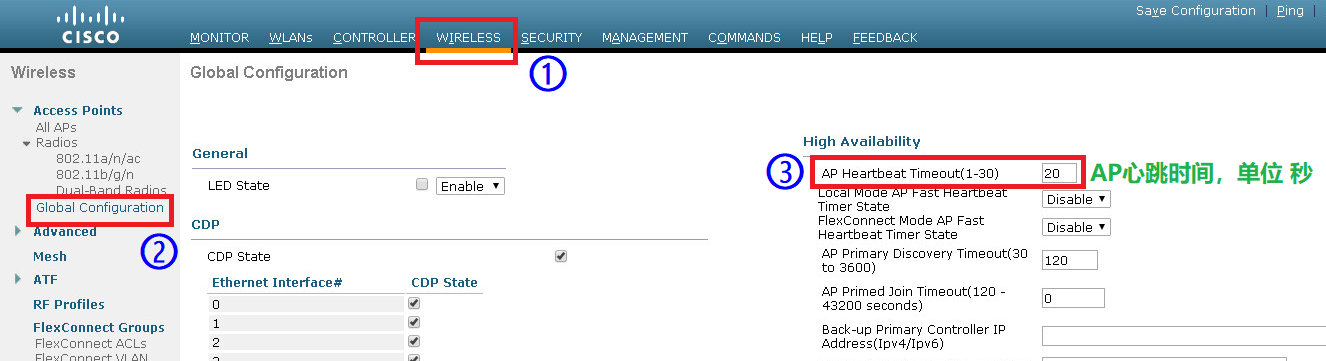 Save Configuration | Ping |
CISCO
MONITOR WLANs CONTROLLER WIRELESS SECURITY MANAGEMENT COMMANDS HELP FEEDBACK
①
Wireless
Access Points
All APs
Radios
802.11a/n/ac
802.11b/g/n
Dual-Band Radios
Global Configuration
②
Advanced
Mesh
ATF
RF Profiles
FlexConnect Groups
FlexConnect ACLs
FlexConnect VLAN
Global Configuration
General
LED State Enable
CDP
CDP State
Ethernet Interface# CDP State
0
1
2
High Availability
③
AP Heartbeat Timeout(1-30) 20 AP心跳时间，单位 秒
Local Mode AP Fast Heartbeat
Timer State Disable
FlexConnect Mode AP Fast
Heartbeat Timer State Disable
AP Primary Discovery Timeout(30
to 3600) 120
AP Primed Join Timeout(120 -
43200 seconds) 0
Back-up Primary Controller IP
Address(Ipv4/Ipv6)